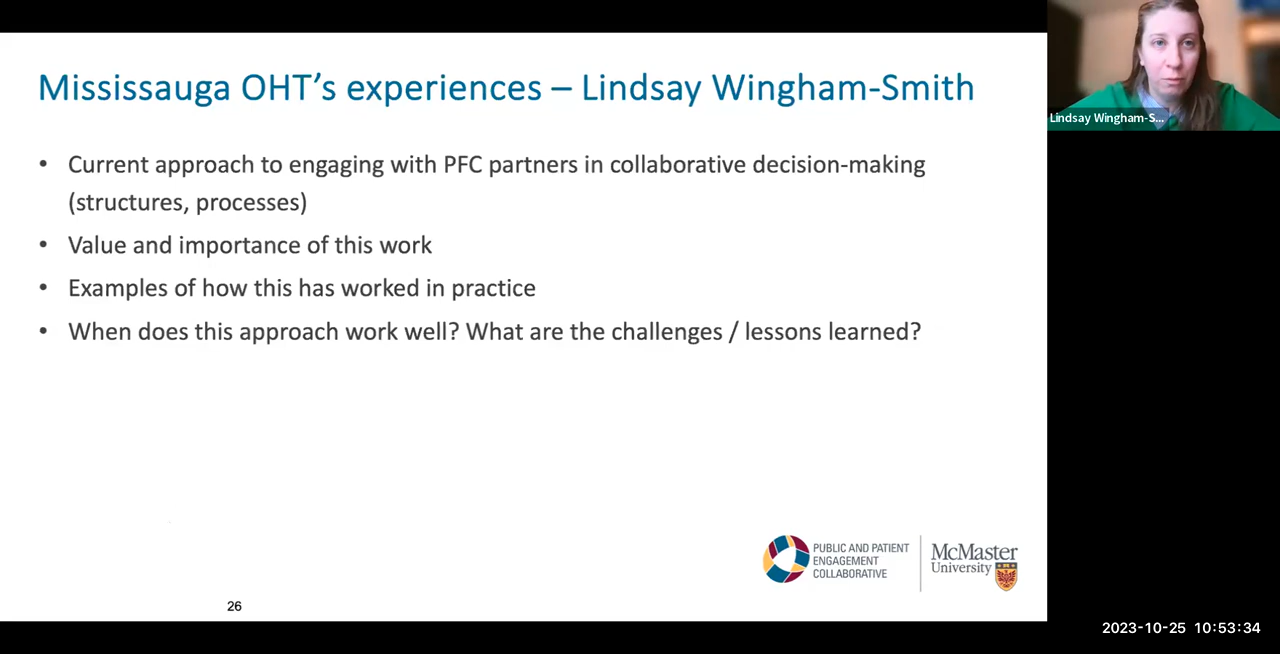 Mississauga OHT's experiences – Lindsay Wingham-Smith
• Current approach to engaging with PFC partners in collaborative decision-making
(structures, processes)
• Value and importance of this work
• Examples of how this has worked in practice
• When does this approach work well? What are the challenges / lessons learned?
Lindsay Wingham-S...
PUBLIC AND PATIENT
ENGAGEMENT
COLLABORATIVE
McMaster
University
26
2023-10-25 10:53:34